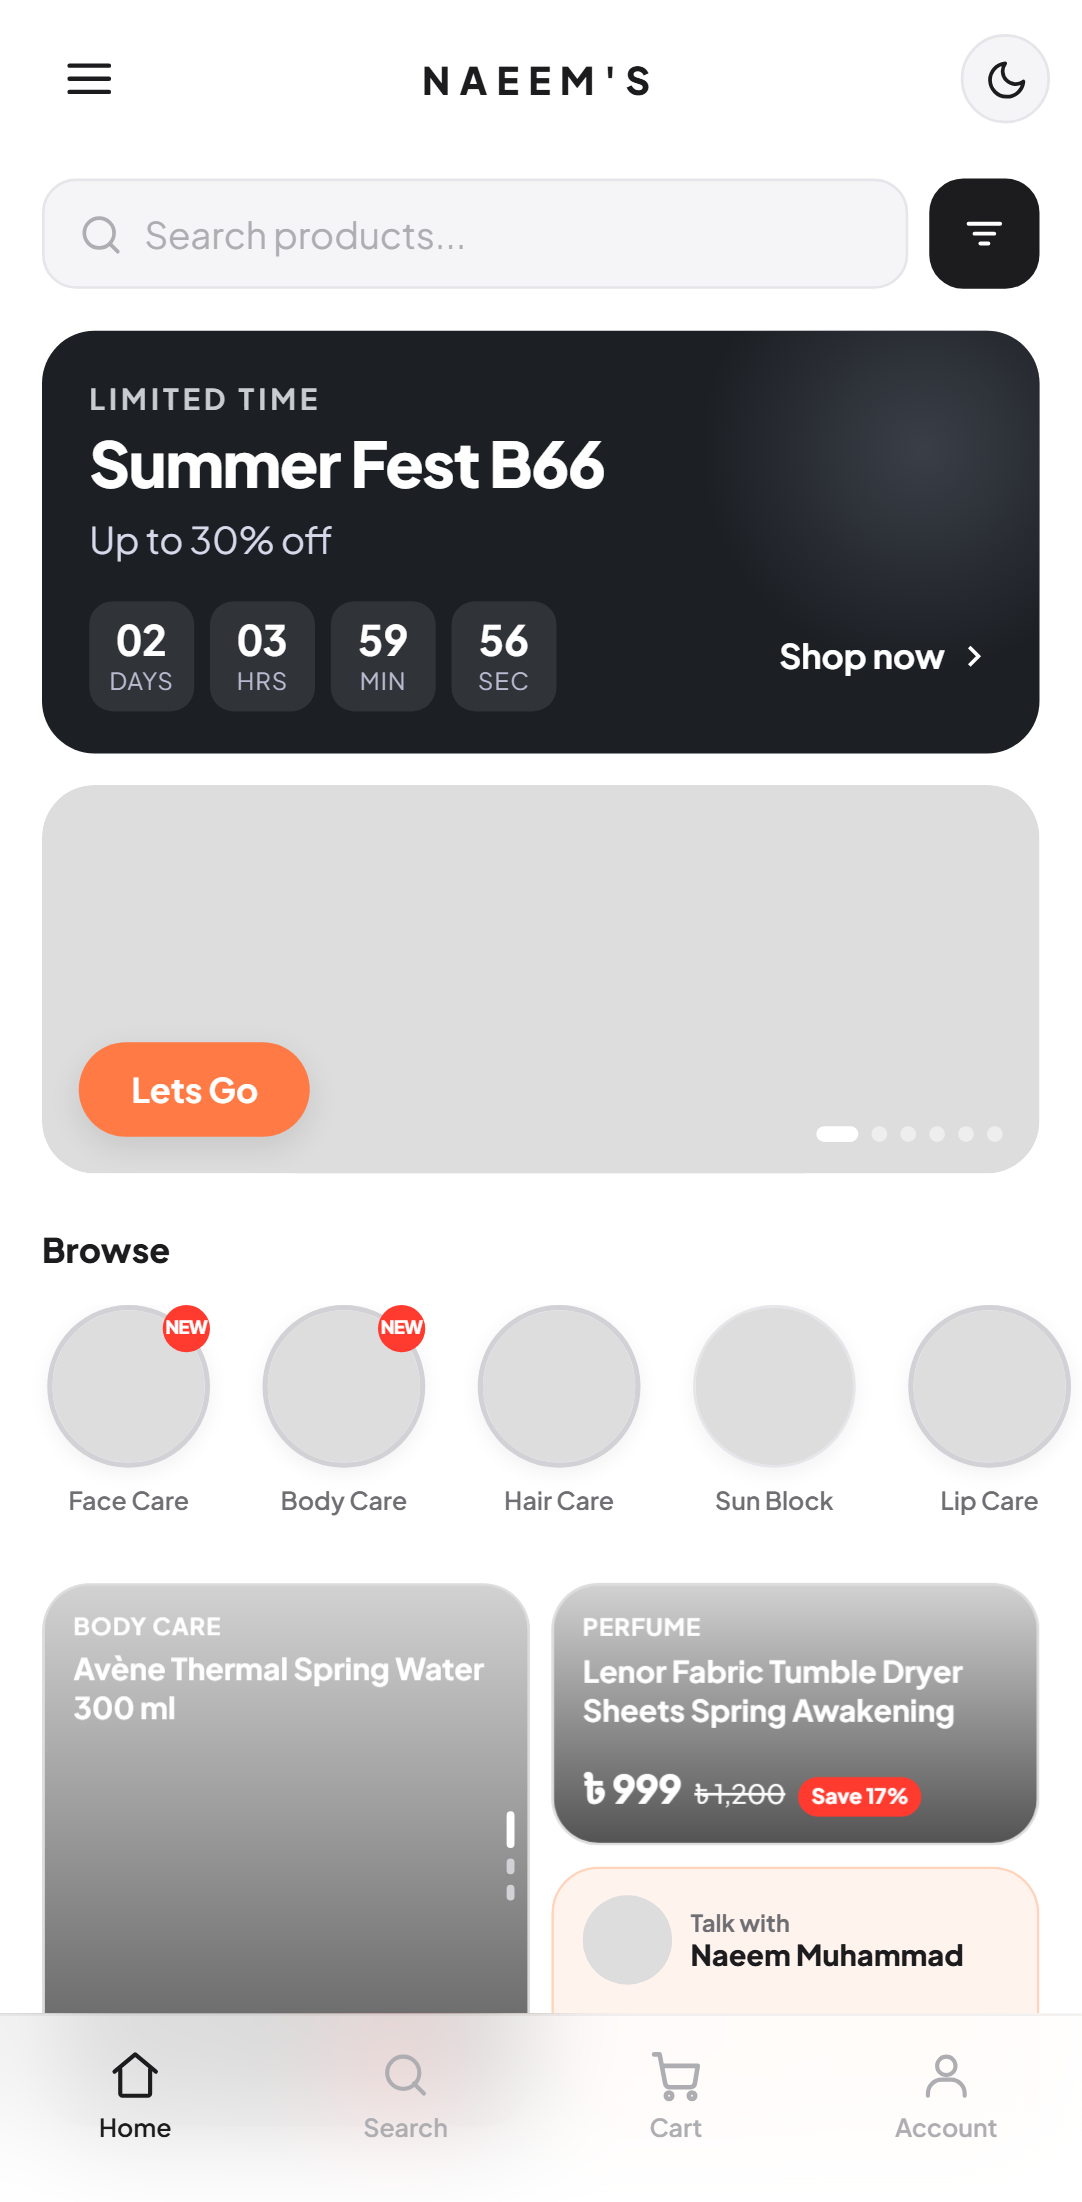 NAEEM'S
Search products...
LIMITED TIME
Summer Fest B66
Up to 30% off
02 03 59 56
DAYS HRS MIN SEC
Shop now
Lets Go
Browse
NEW NEW
Face Care Body Care Hair Care Sun Block Lip Care
BODY CARE
Avène Thermal Spring Water
300 ml
PERFUME
Lenor Fabric Tumble Dryer
Sheets Spring Awakening
৳ 999 ৳ 1,200 Save 17%
Talk with
Naeem Muhammad
Home Search Cart Account